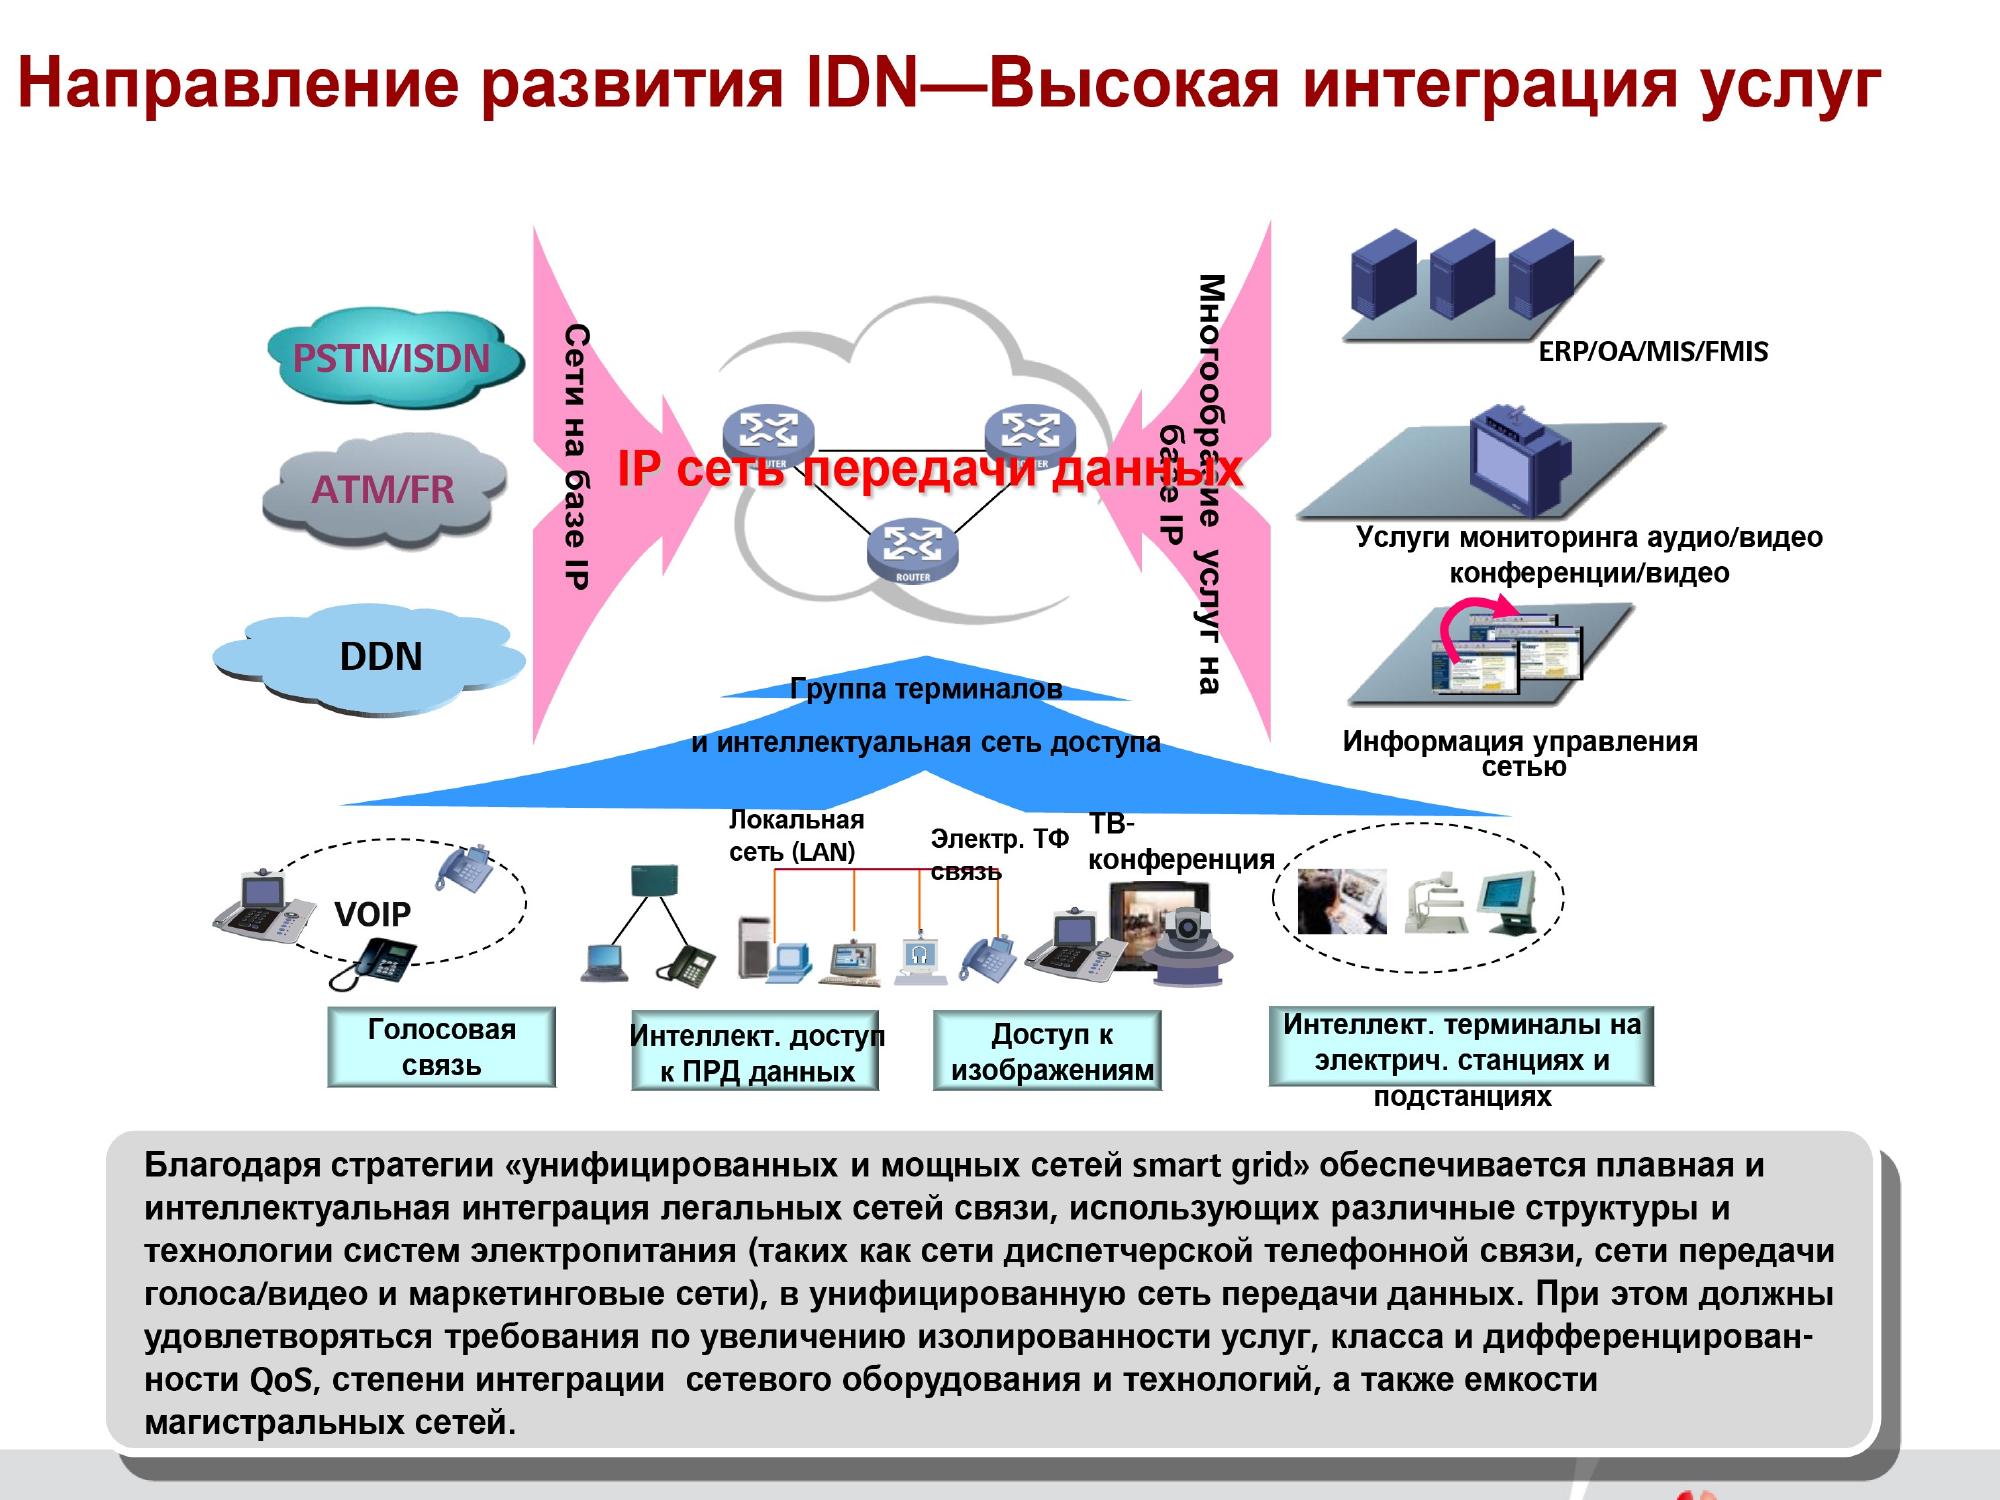 Направление развития IDN—Высокая интеграция услуг
PSTN/ISDN
ATM/FR
DDN
Сети на базе IP
IP сеть передачи данных
ROUTER
ROUTER
ROUTER
Многообразие услуг на
базе IP
ERP/OA/MIS/FMIS
Услуги мониторинга аудио/видео
конференции/видео
Информация управления
сетью
Группа терминалов
и интеллектуальная сеть доступа
VOIP
Локальная
сеть (LAN)
Электр. ТФ
связь
ТВ-
конференция
Голосовая
связь
Интеллект. доступ
к ПРД данных
Доступ к
изображениям
Интеллект. терминалы на
электрич. станциях и
подстанциях
Благодаря стратегии «унифицированных и мощных сетей smart grid» обеспечивается плавная и
интеллектуальная интеграция легальных сетей связи, использующих различные структуры и
технологии систем электропитания (таких как сети диспетчерской телефонной связи, сети передачи
голоса/видео и маркетинговые сети), в унифицированную сеть передачи данных. При этом должны
удовлетворяться требования по увеличению изолированности услуг, класса и дифференцирован-
ности QoS, степени интеграции  сетевого оборудования и технологий, а также емкости
магистральных сетей.